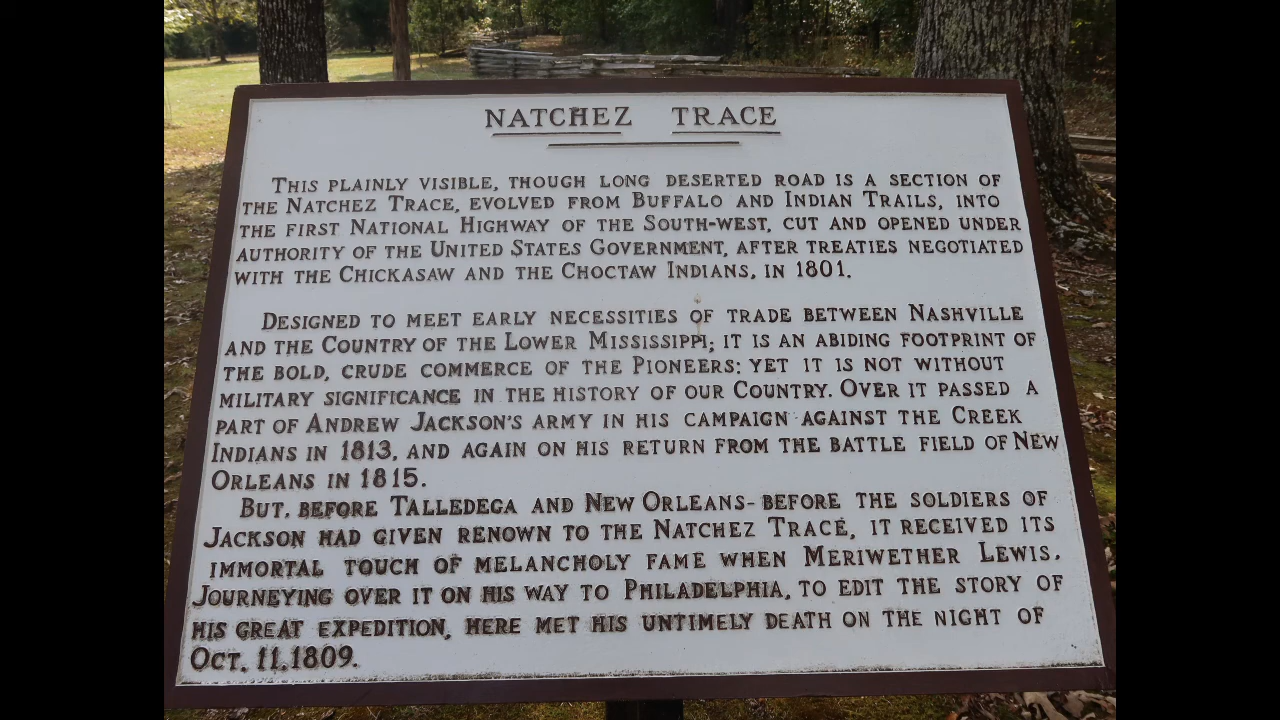 NATCHEZ TRACE
THIS PLAINLY VISIBLE, THOUGH LONG DESERTED ROAD IS A SECTION OF
THE NATCHEZ TRACE, EVOLVED FROM BUFFALO AND INDIAN TRAILS, INTO
THE FIRST NATIONAL HIGHWAY OF THE SOUTH-WEST, CUT AND OPENED UNDER
AUTHORITY OF THE UNITED STATES GOVERNMENT, AFTER TREATIES NEGOTIATED
WITH THE CHICKASAW AND THE CHOCTAW INDIANS, IN 1801.
DESIGNED TO MEET EARLY NECESSITIES OF TRADE BETWEEN NASHVILLE
AND THE COUNTRY OF THE LOWER MISSISSIPPI; IT IS AN ABIDING FOOTPRINT OF
THE BOLD, CRUDE COMMERCE OF THE PIONEERS: YET IT IS NOT WITHOUT
MILITARY SIGNIFICANCE IN THE HISTORY OF OUR COUNTRY. OVER IT PASSED A
PART OF ANDREW JACKSON'S ARMY IN HIS CAMPAIGN AGAINST THE CREEK
INDIANS IN 1813, AND AGAIN ON HIS RETURN FROM THE BATTLE FIELD OF NEW
ORLEANS IN 1815.
BUT, BEFORE TALLEDEGA AND NEW ORLEANS- BEFORE THE SOLDIERS OF
JACKSON HAD GIVEN RENOWN TO THE NATCHEZ TRACE, IT RECEIVED ITS
IMMORTAL TOUCH OF MELANCHOLY FAME WHEN MERIWETHER LEWIS,
JOURNEYING OVER IT ON HIS WAY TO PHILADELPHIA, TO EDIT THE STORY OF
HIS GREAT EXPEDITION, HERE MET HIS UNTIMELY DEATH ON THE NIGHT OF
OCT. 11, 1809.